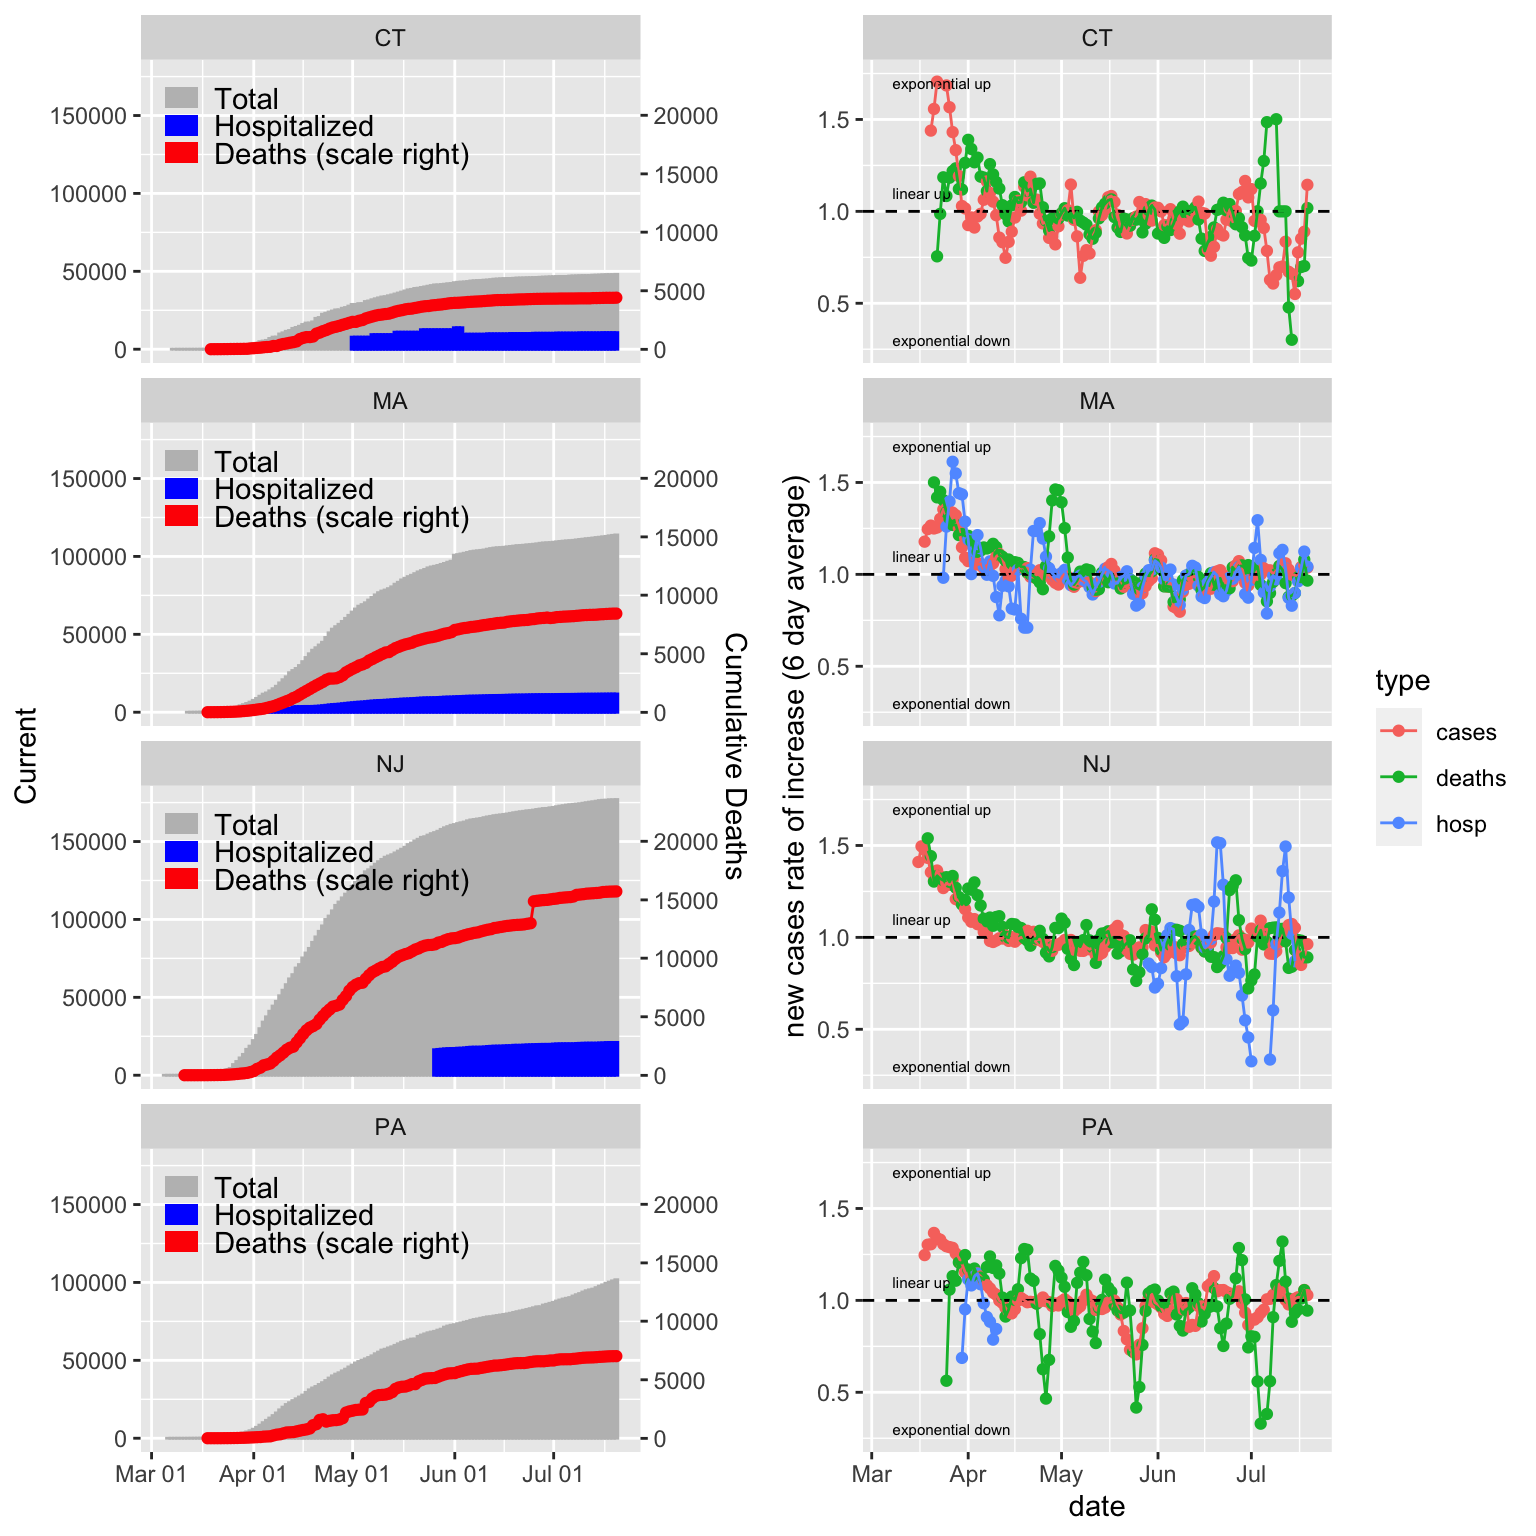 CT
CT
Total
Hospitalized
Deaths (scale right)
150000
100000
50000
0
20000
15000
10000
5000
0
exponential up
linear up
exponential down
1.5
1.0
0.5
MA
MA
Total
Hospitalized
Deaths (scale right)
150000
100000
50000
0
20000
15000
10000
5000
0
exponential up
linear up
exponential down
1.5
1.0
0.5
Current
Cumulative Deaths
new cases rate of increase (6 day average)
type
cases
deaths
hosp
NJ
NJ
Total
Hospitalized
Deaths (scale right)
150000
100000
50000
0
20000
15000
10000
5000
0
exponential up
linear up
exponential down
1.5
1.0
0.5
PA
PA
Total
Hospitalized
Deaths (scale right)
150000
100000
50000
0
20000
15000
10000
5000
0
exponential up
linear up
exponential down
1.5
1.0
0.5
Mar 01 Apr 01 May 01 Jun 01 Jul 01
Mar Apr May Jun Jul
date